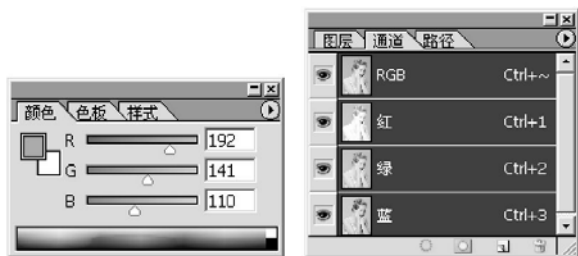 颜色 色板 样式
R 192
G 141
B 110
图层 通道 路径
RGB Ctrl+~
红 Ctrl+1
绿 Ctrl+2
蓝 Ctrl+3